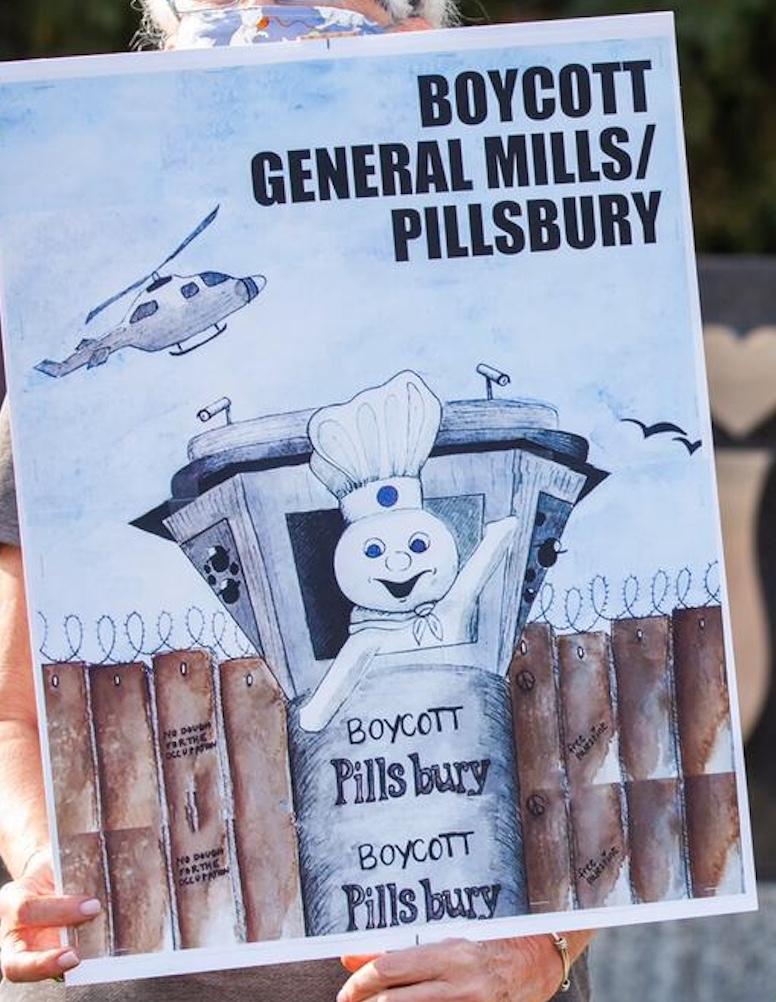 BOYCOTT
GENERAL MILLS/
PILLSBURY
BOYCOTT
Pillsbury
BOYCOTT
Pillsbury
NO DOUGH
FOR THE
OCCUPATION
NO DOUGH
FOR THE
OCCUPATION
free
Palestine
free
Palestine